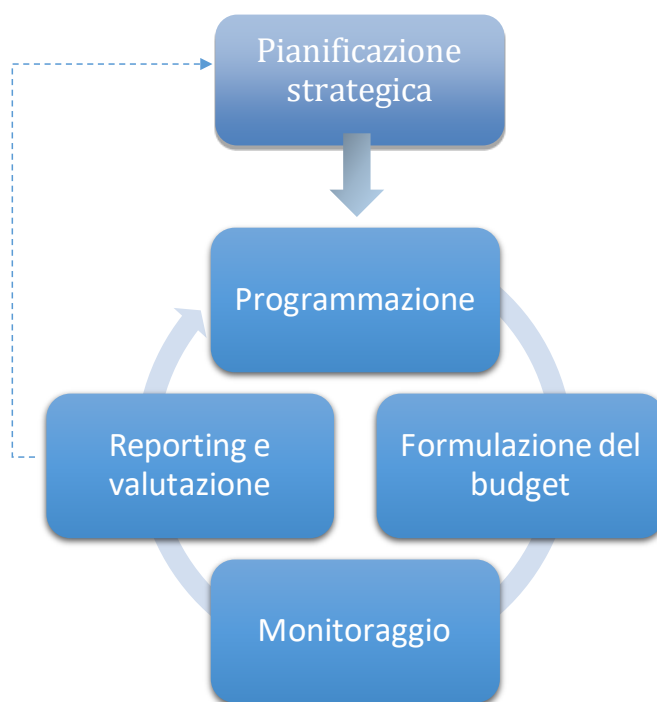 Pianificazione
strategica
Programmazione
Reporting e
valutazione
Formulazione del
budget
Monitoraggio